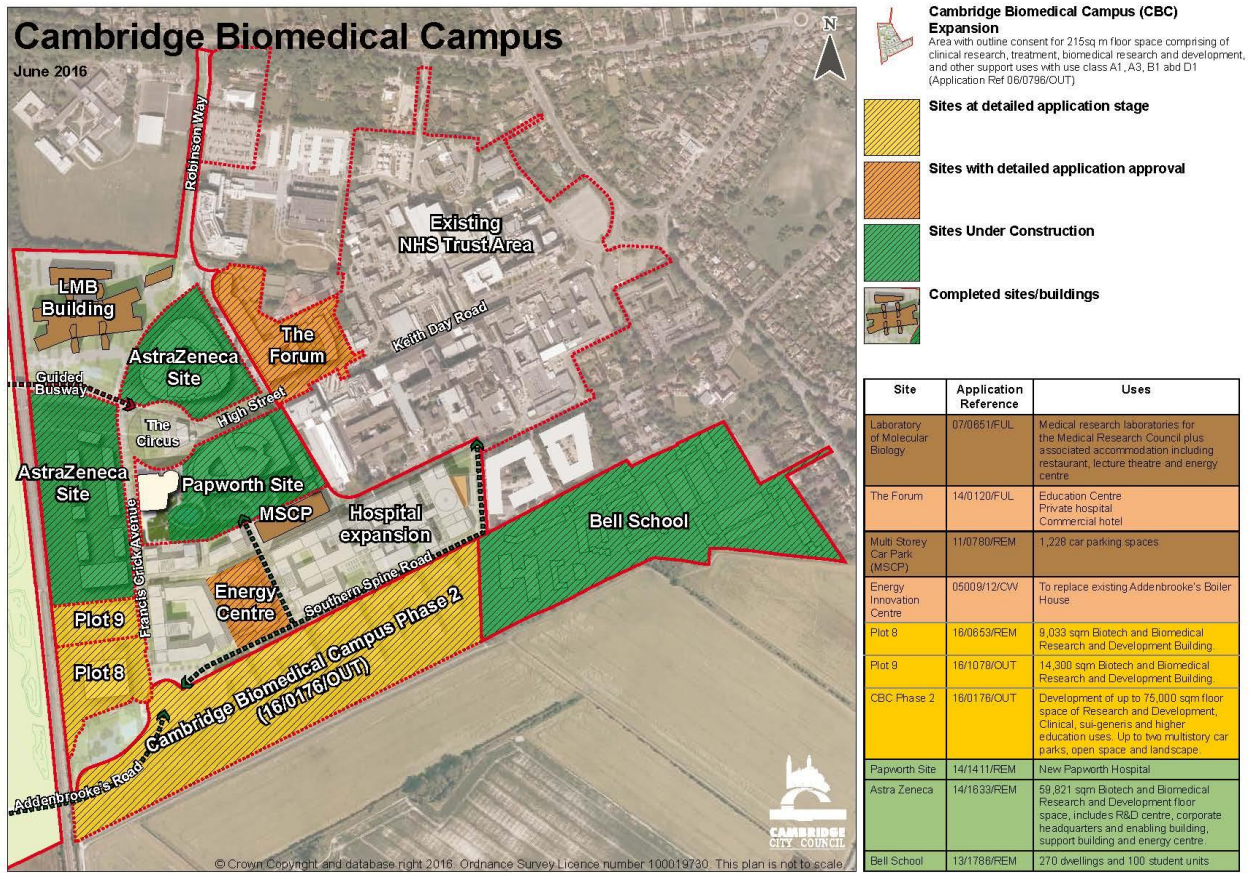 Cambridge Biomedical Campus
June 2016
N
Robinson Way
Existing
NHS Trust Area
Keith Day Road
LMB
Building
AstraZeneca
Site
The
Forum
Guided
Busway
High Street
The
Circus
AstraZeneca
Site
Papworth Site
MSCP
Hospital
expansion
Bell School
Francis Crick Avenue
Energy
Centre
Southern Spine Road
Plot 9
Plot 8
Cambridge Biomedical Campus Phase 2
(16/0176/OUT)
Addenbrooke's Road
CAMBRIDGE
CITY COUNCIL
© Crown Copyright and database right 2016. Ordnance Survey Licence number 100019730. This plan is not to scale.
Cambridge Biomedical Campus (CBC)
Expansion
Area with outline consent for 215sq m floor space comprising of
clinical research, treatment, biomedical research and development,
and other support uses with use class A1, A3, B1 abd D1
(Application Ref 06/0796/OUT)
Sites at detailed application stage
Sites with detailed application approval
Sites Under Construction
Completed sites/buildings
Site Application Reference Uses
Laboratory of Molecular Biology 07/0651/FUL Medical research laboratories for
the Medical Research Council plus
associated accommodation including
restaurant, lecture theatre and energy
centre
The Forum 14/0120/FUL Education Centre
Private hospital
Commercial hotel
Multi Storey Car Park (MSCP) 11/0780/REM 1,228 car parking spaces
Energy Innovation Centre 05009/12/CW To replace existing Addenbrooke's Boiler
House
Plot 8 16/0653/REM 9,033 sqm Biotech and Biomedical
Research and Development Building.
Plot 9 16/1078/OUT 14,300 sqm Biotech and Biomedical
Research and Development Building.
CBC Phase 2 16/0176/OUT Development of up to 75,000 sqm floor
space of Research and Development,
Clinical, sui-generis and higher
education uses. Up to two multistory car
parks, open space and landscape.
Papworth Site 14/1411/REM New Papworth Hospital
Astra Zeneca 14/1633/REM 59,821 sqm Biotech and Biomedical
Research and Development floor
space, includes R&D centre, corporate
headquarters and enabling building,
support building and energy centre.
Bell School 13/1786/REM 270 dwellings and 100 student units